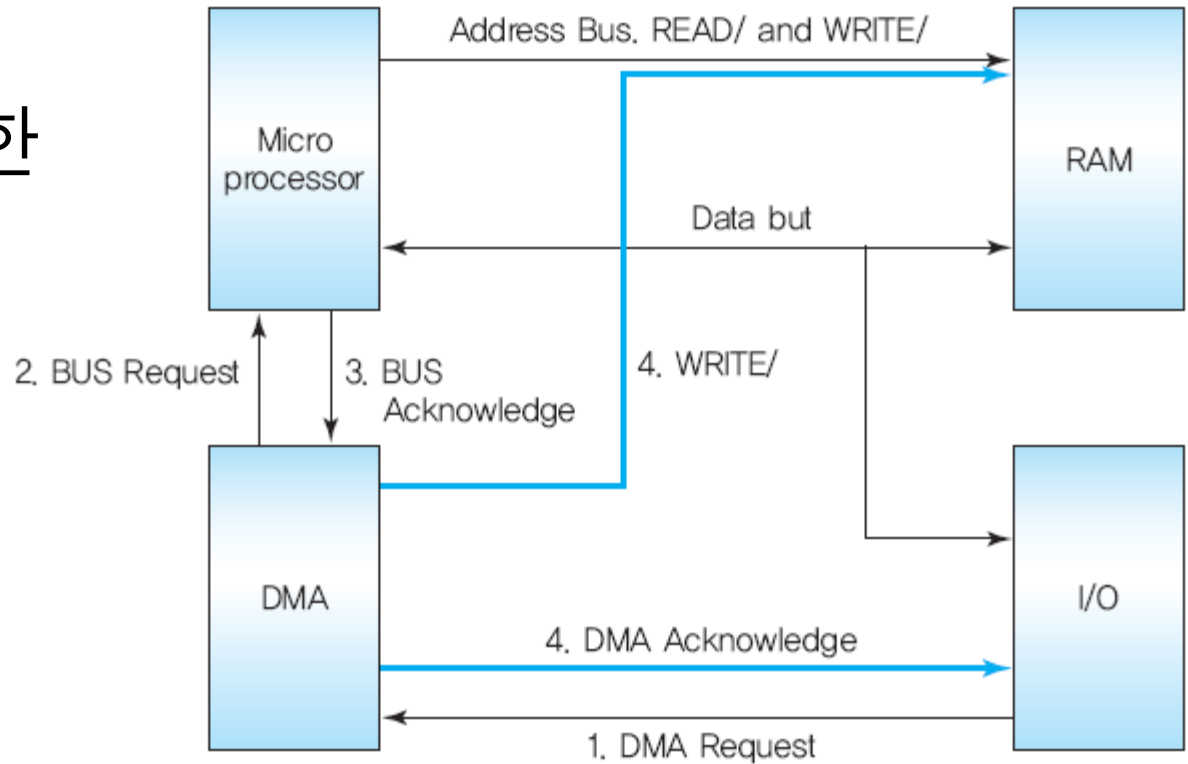 Address Bus. READ/ and WRITE/
하
Micro
processor
RAM
Data but
2. BUS Request
3. BUS
Acknowledge
4. WRITE/
DMA
I/O
4. DMA Acknowledge
1. DMA Request